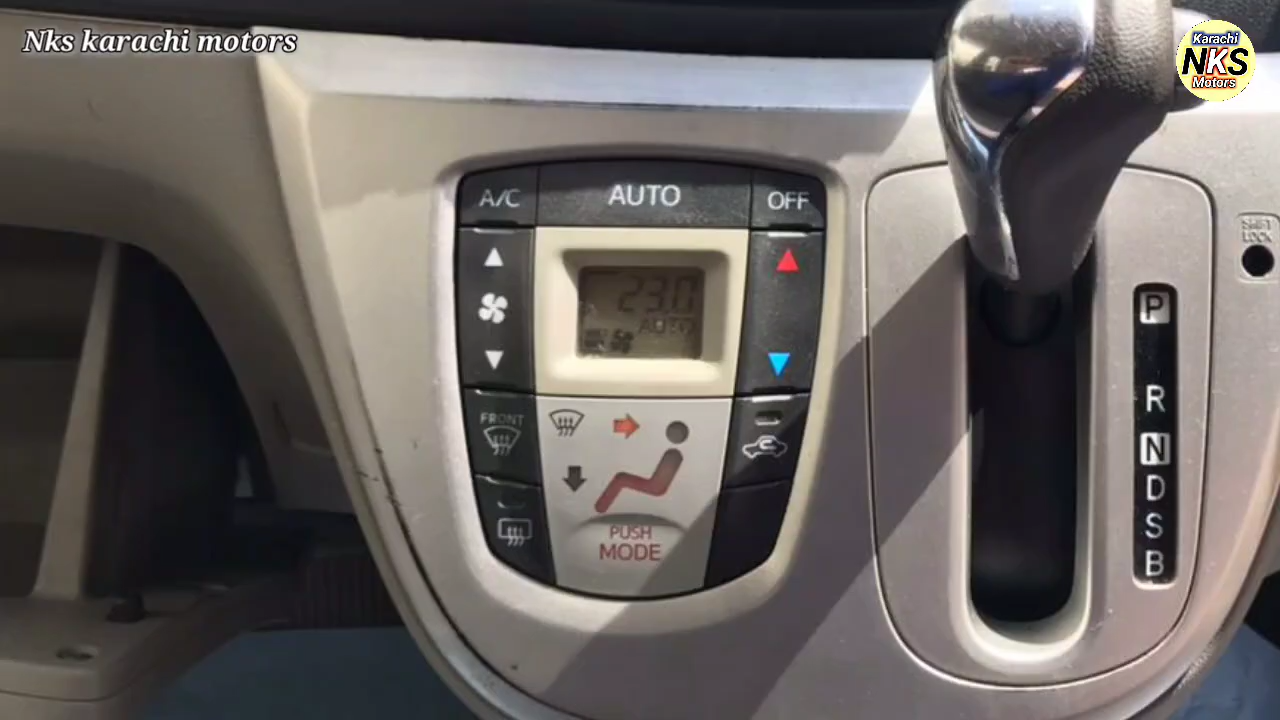 Nks karachi motors
Karachi
NKS
Motors
A/C
AUTO
OFF
23.0
AUTO
FRONT
PUSH
MODE
SHIFT
LOCK
P
R
N
D
S
B